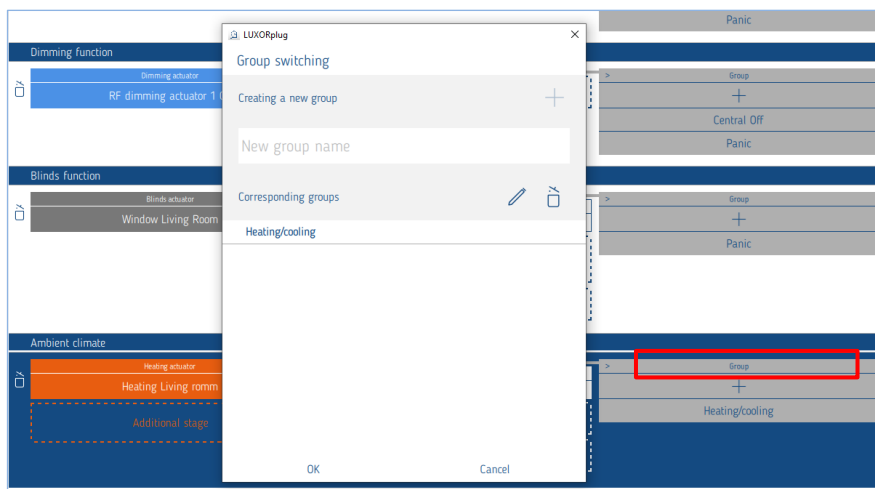 Panic
LUXORplug
Group switching
Creating a new group
New group name
Corresponding groups
Heating/cooling
OK
Cancel
Dimming function
Dimming actuator
RF dimming actuator 1
> Group
Central Off
Panic
Blinds function
Blinds actuator
Window Living Room
> Group
Panic
Ambient climate
Heating actuator
Heating Living romm
Additional stage
> Group
Heating/cooling